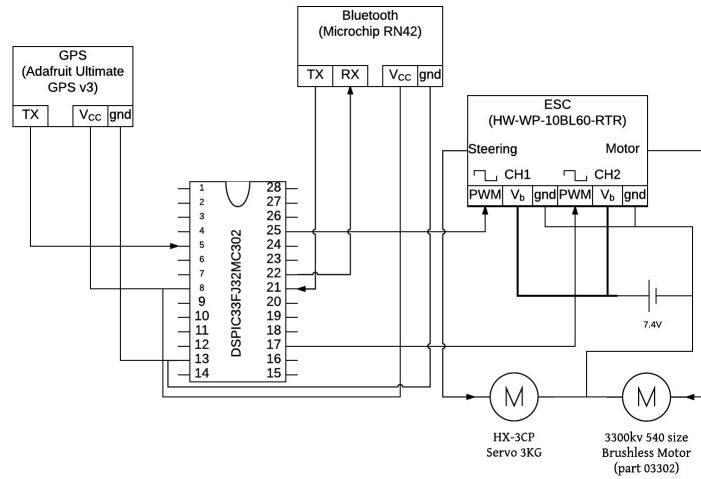 Bluetooth
(Microchip RN42)
TX RX VCC gnd
GPS
(Adafruit Ultimate
GPS v3)
TX VCC gnd
ESC
(HW-WP-10BL60-RTR)
Steering Motor
CH1 CH2
PWM Vb gnd PWM Vb gnd
1 28
2 27
3 26
4 25
5 24
6 23
7 22
8 21
9 20
10 19
11 18
12 17
13 16
14 15
DSPIC33FJ32MC302
7.4V
M M
HX-3CP
Servo 3KG
3300kv 540 size
Brushless Motor
(part 03302)